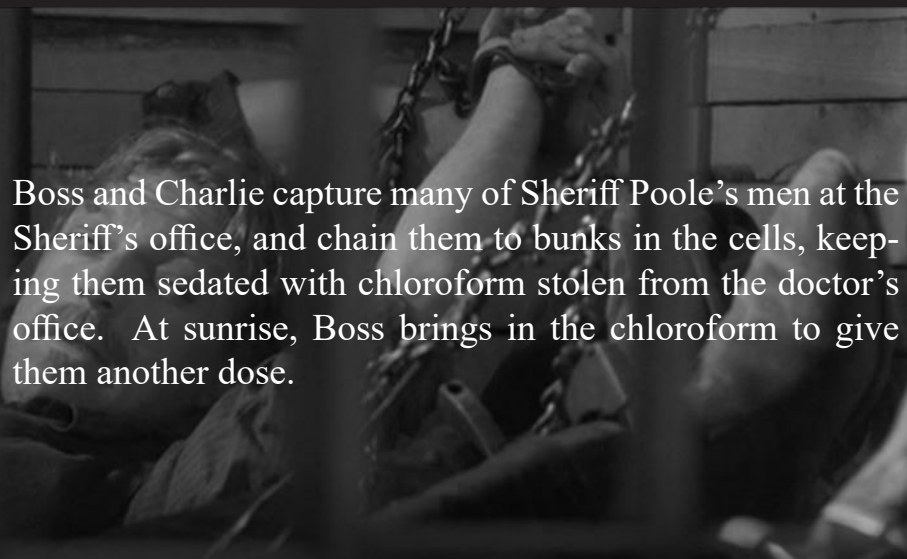 Boss and Charlie capture many of Sheriff Poole’s men at the
Sheriff’s office, and chain them to bunks in the cells, keep-
ing them sedated with chloroform stolen from the doctor’s
office. At sunrise, Boss brings in the chloroform to give
them another dose.